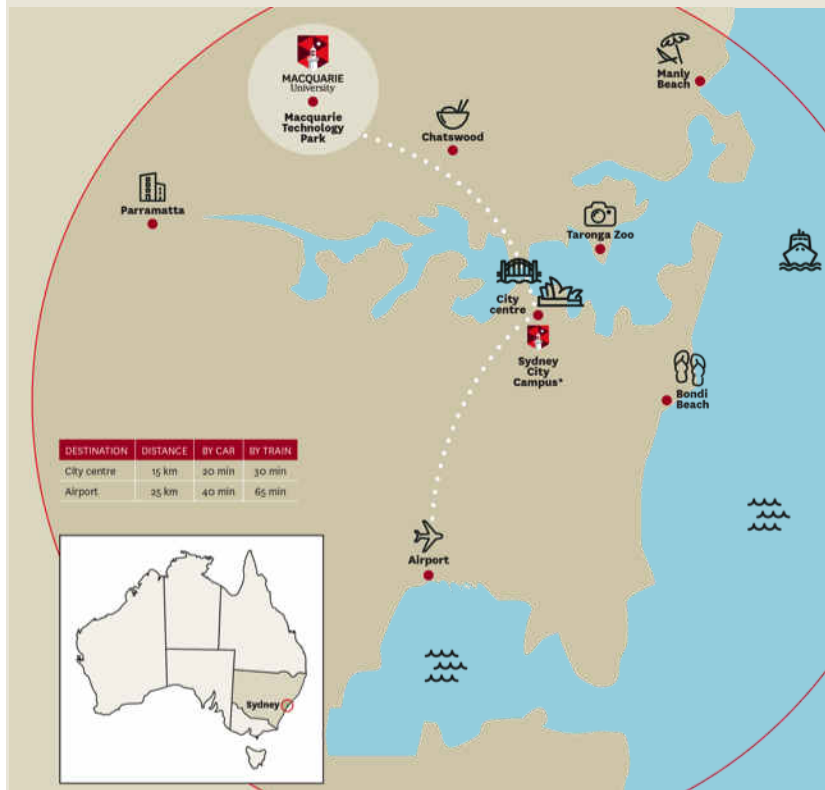 MACQUARIE
University
Macquarie
Technology
Park
Manly
Beach
Chatswood
Parramatta
Taronga Zoo
City
centre
Sydney
City
Campus*
Bondi
Beach
DESTINATION DISTANCE BY CAR BY TRAIN
City centre 15 km 20 min 30 min
Airport 25 km 40 min 65 min
Airport
Sydney